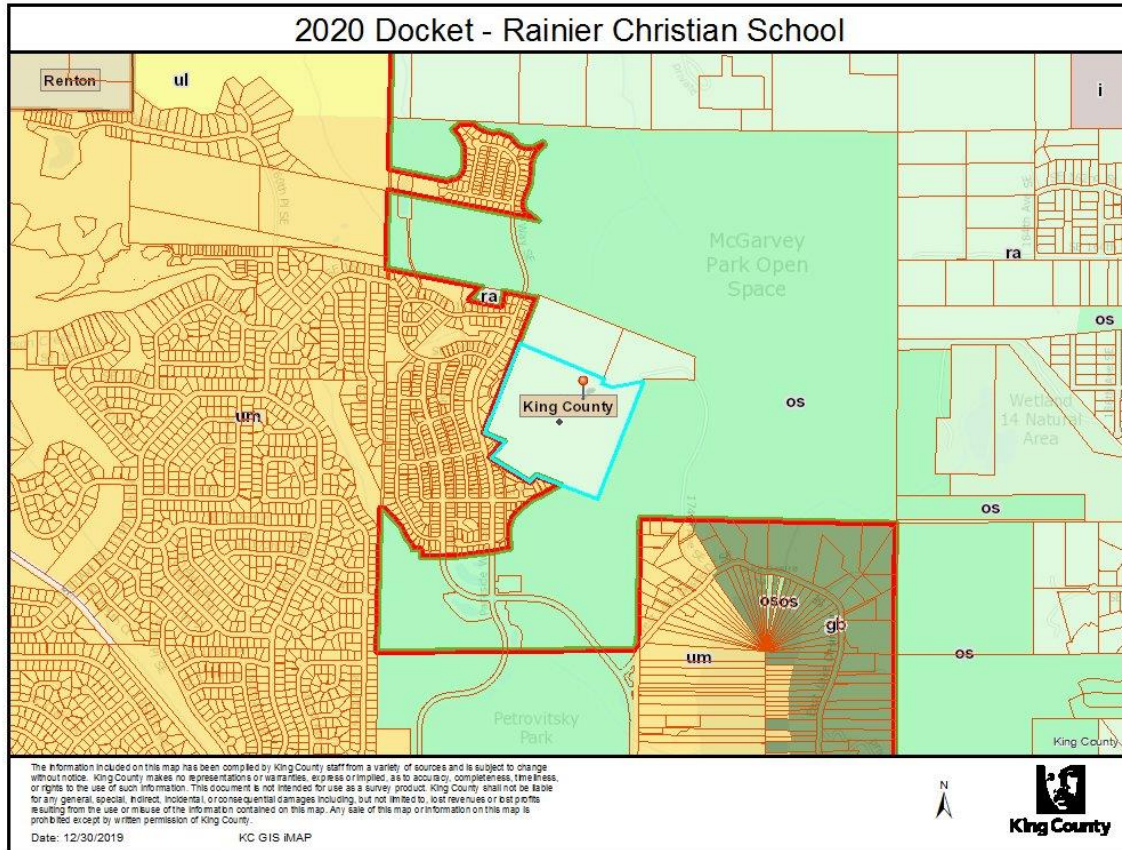 2020 Docket - Rainier Christian School
Renton
ul
i
Private
164th Ave SE
McGarvey
Park Open
Space
ra
ra
os
os
King County
um
Wetland
14 Natural
Area
os
osos
gb
um
os
Petrovitsky
Park
King County
The information included on this map has been compiled by King County staff from a variety of sources and is subject to change
without notice. King County makes no representations or warranties, express or implied, as to accuracy, completeness, timeliness,
or rights to the use of such information. This document is not intended for use as a survey product. King County shall not be liable
for any general, special, indirect, incidental, or consequential damages including, but not limited to, lost revenues or lost profits
resulting from the use or misuse of the information contained on this map. Any sale of this map or information on this map is
prohibited except by written permission of King County.
Date: 12/30/2019
KC GIS iMAP
N
King County